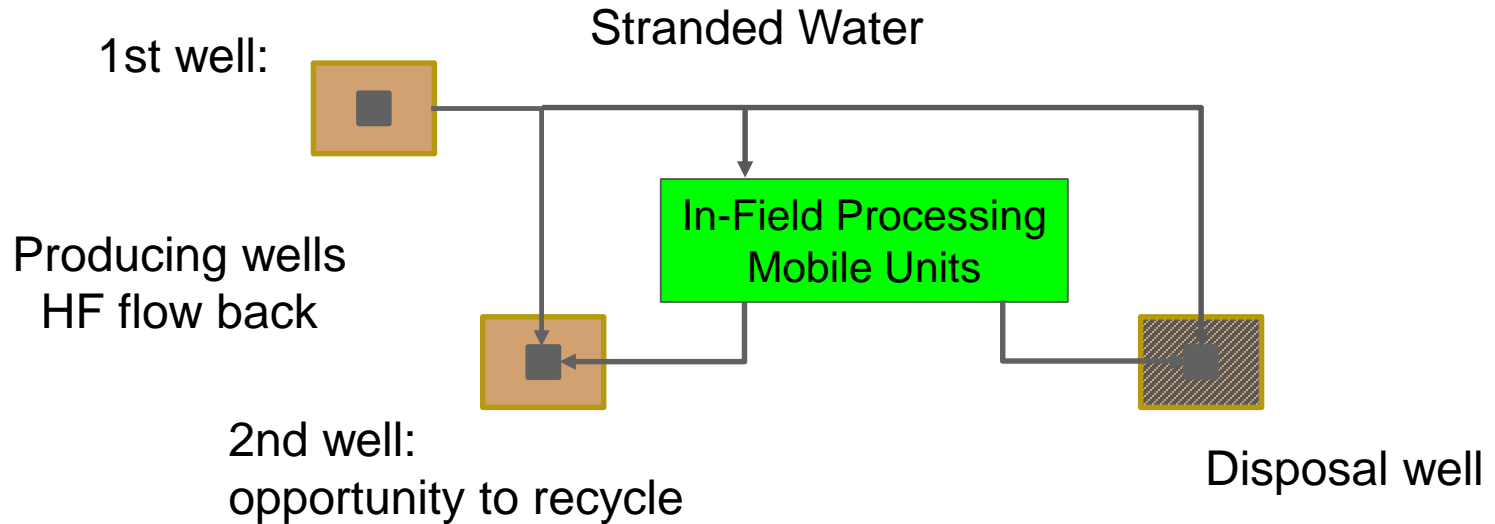 Stranded Water
1st well:
In-Field Processing
Mobile Units
Producing wells
HF flow back
2nd well:
opportunity to recycle
Disposal well